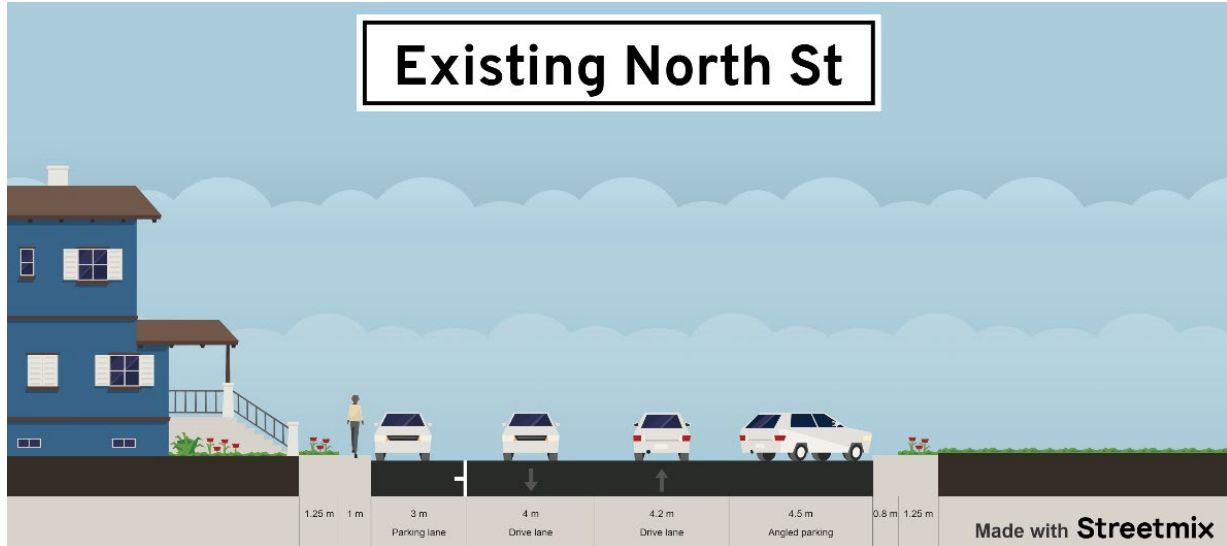 Existing North St
1.25 m 1 m 3 m 4 m 4.2 m 4.5 m 0.8 m 1.25 m
Parking lane Drive lane Drive lane Angled parking
Made with Streetmix